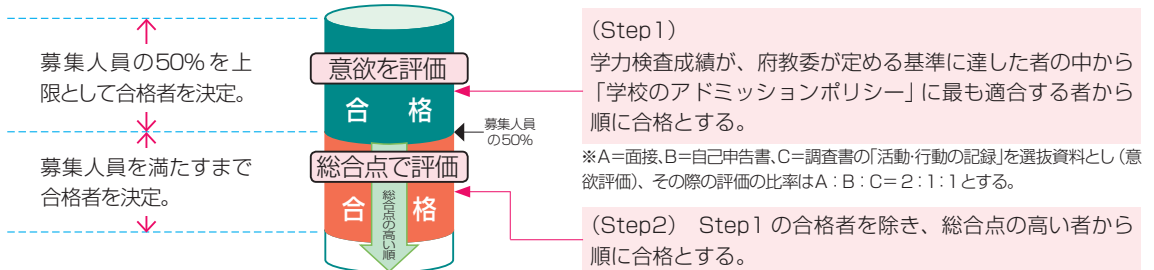 募集人員の50%を上
限として合格者を決定。
募集人員を満たすまで
合格者を決定。
意欲を評価
合 格
募集人員
の50%
総合点で評価
合 格
総合点の高い順
(Step1)
学力検査成績が、府教委が定める基準に達した者の中から
「学校のアドミッションポリシー」に最も適合する者から
順に合格とする。
※A=面接、B=自己申告書、C=調査書の「活動・行動の記録」を選抜資料とし(意
欲評価)、その際の評価の比率はA:B:C=2:1:1とする。
(Step2) Step1の合格者を除き、総合点の高い者から
順に合格とする。